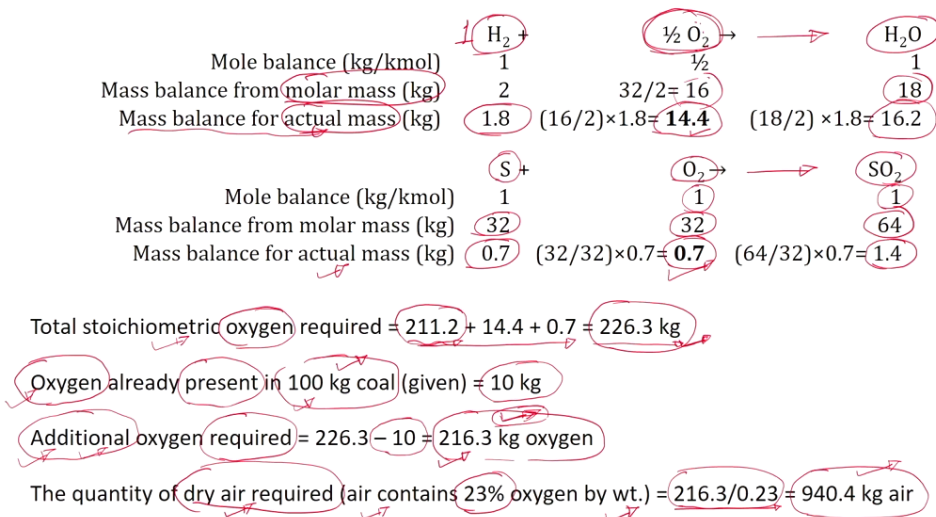 1 H₂ + ½ O₂ → H₂O
Mole balance (kg/kmol) 1 ½ 1
Mass balance from molar mass (kg) 2 32/2= 16 18
Mass balance for actual mass (kg) 1.8 (16/2)×1.8= 14.4 (18/2) ×1.8= 16.2
S + O₂ → SO₂
Mole balance (kg/kmol) 1 1 1
Mass balance from molar mass (kg) 32 32 64
Mass balance for actual mass (kg) 0.7 (32/32)×0.7= 0.7 (64/32)×0.7= 1.4
Total stoichiometric oxygen required = 211.2 + 14.4 + 0.7 = 226.3 kg
Oxygen already present in 100 kg coal (given) = 10 kg
Additional oxygen required = 226.3 – 10 = 216.3 kg oxygen
The quantity of dry air required (air contains 23% oxygen by wt.) = 216.3/0.23 = 940.4 kg air